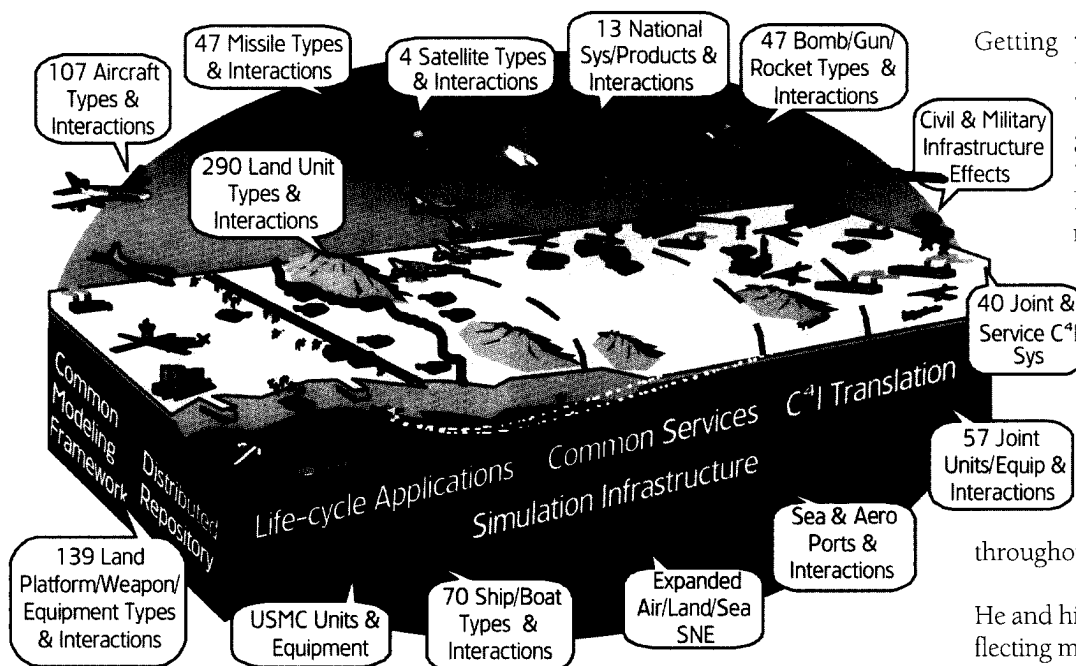 47 Missile Types
& Interactions
4 Satellite Types
& Interactions
13 National
Sys/Products &
Interactions
47 Bomb/Gun/
Rocket Types &
Interactions
Getting
107 Aircraft
Types &
Interactions
Civil & Military
Infrastructure
Effects
290 Land Unit
Types &
Interactions
40 Joint &
Service C⁴I
Sys
Common
Modeling
Framework
Distributed
Repository
Life-cycle Applications
Common Services
C⁴I Translation
Simulation Infrastructure
57 Joint
Units/Equip &
Interactions
Sea & Aero
Ports &
Interactions
throughou
139 Land
Platform/Weapon/
Equipment Types
& Interactions
USMC Units &
Equipment
70 Ship/Boat
Types &
Interactions
Expanded
Air/Land/Sea
SNE
He and hi
flecting m